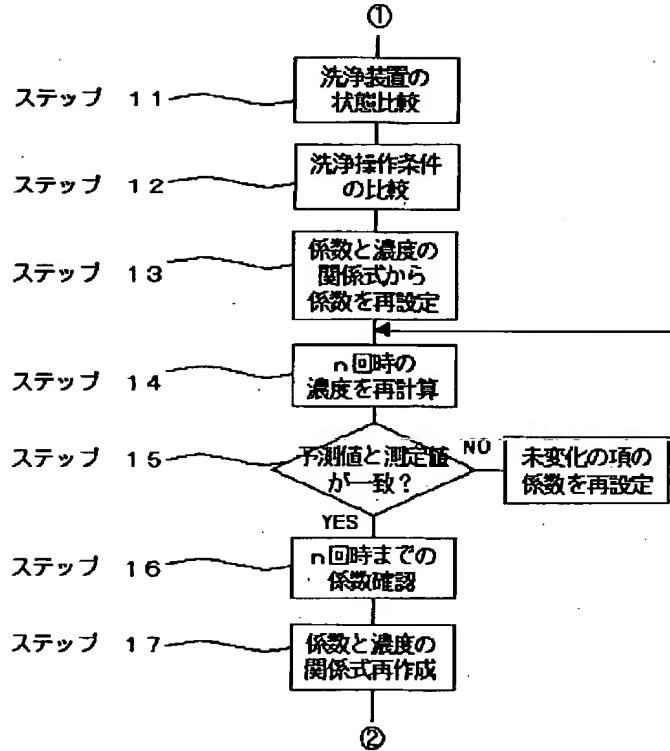 ①
洗浄装置の
状態比較
ステップ 11
洗浄操作条件
の比較
ステップ 12
係数と濃度の
関係式から
係数を再設定
ステップ 13
n回時の
濃度を再計算
ステップ 14
予測値と測定値
が一致?
ステップ 15
NO
未変化の項の
係数を再設定
YES
n回時までの
係数確認
ステップ 16
係数と濃度の
関係式再作成
ステップ 17
②